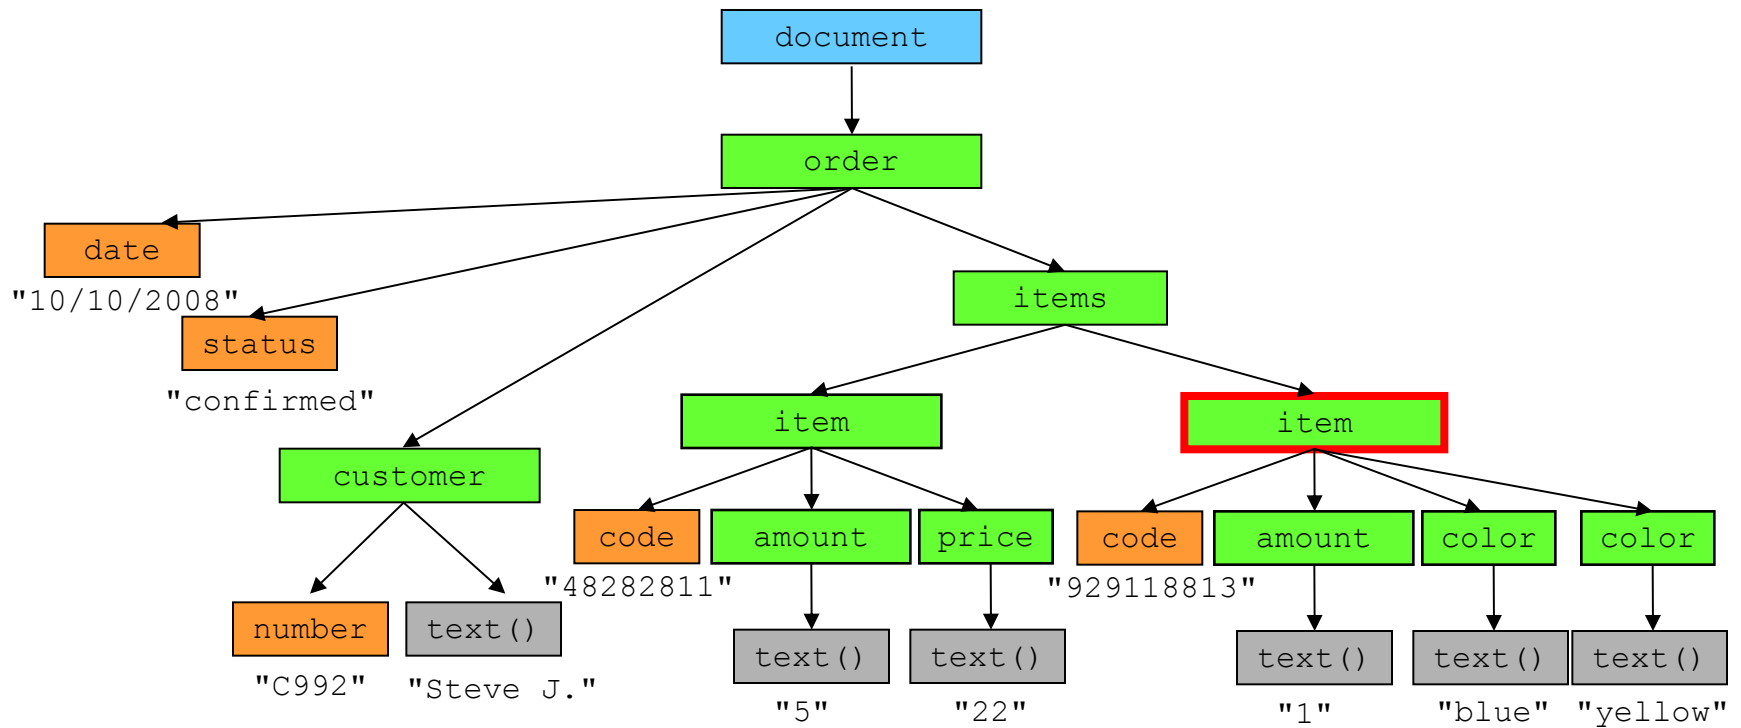 document
order
date
"10/10/2008"
status
"confirmed"
items
item
item
customer
code
amount
price
code
amount
color
color
"48282811"
"929118813"
number
text()
text()
text()
text()
text()
text()
"C992"
"Steve J."
"5"
"22"
"1"
"blue"
"yellow"